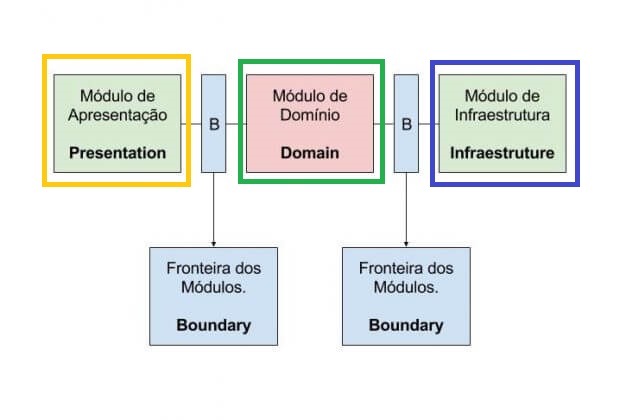 Módulo de
Apresentação
Presentation
B
Módulo de
Domínio
Domain
B
Módulo de
Infraestrutura
Infraestruture
Fronteira dos
Módulos.
Boundary
Fronteira dos
Módulos.
Boundary